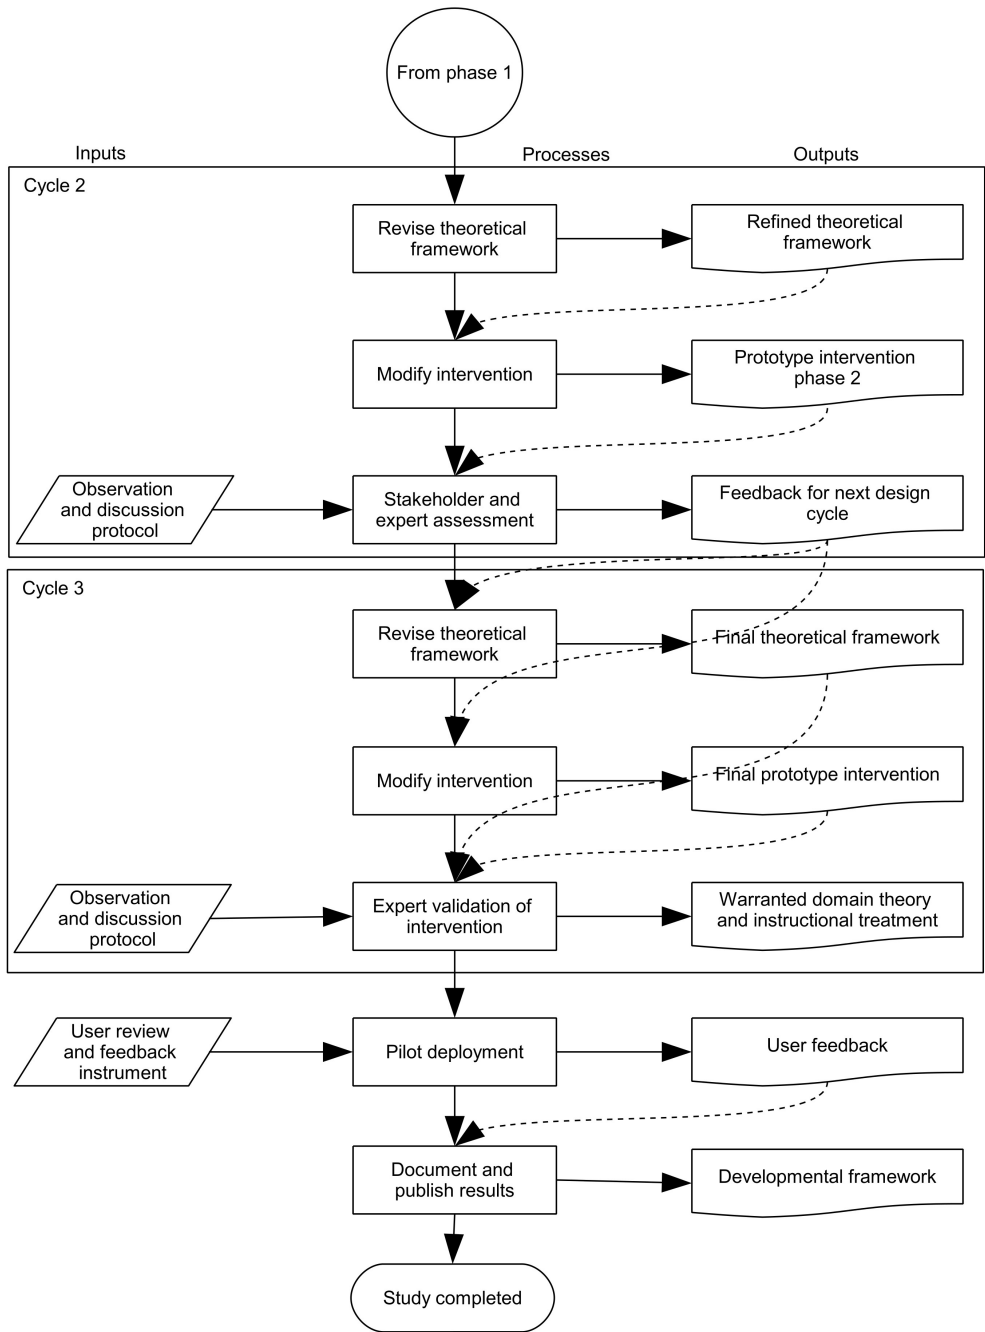 From phase 1
Inputs
Processes
Outputs
Cycle 2
Revise theoretical
framework
Refined theoretical
framework
Modify intervention
Prototype intervention
phase 2
Observation
and discussion
protocol
Stakeholder and
expert assessment
Feedback for next design
cycle
Cycle 3
Revise theoretical
framework
Final theoretical framework
Modify intervention
Final prototype intervention
Observation
and discussion
protocol
Expert validation of
intervention
Warranted domain theory
and instructional treatment
User review
and feedback
instrument
Pilot deployment
User feedback
Document and
publish results
Developmental framework
Study completed